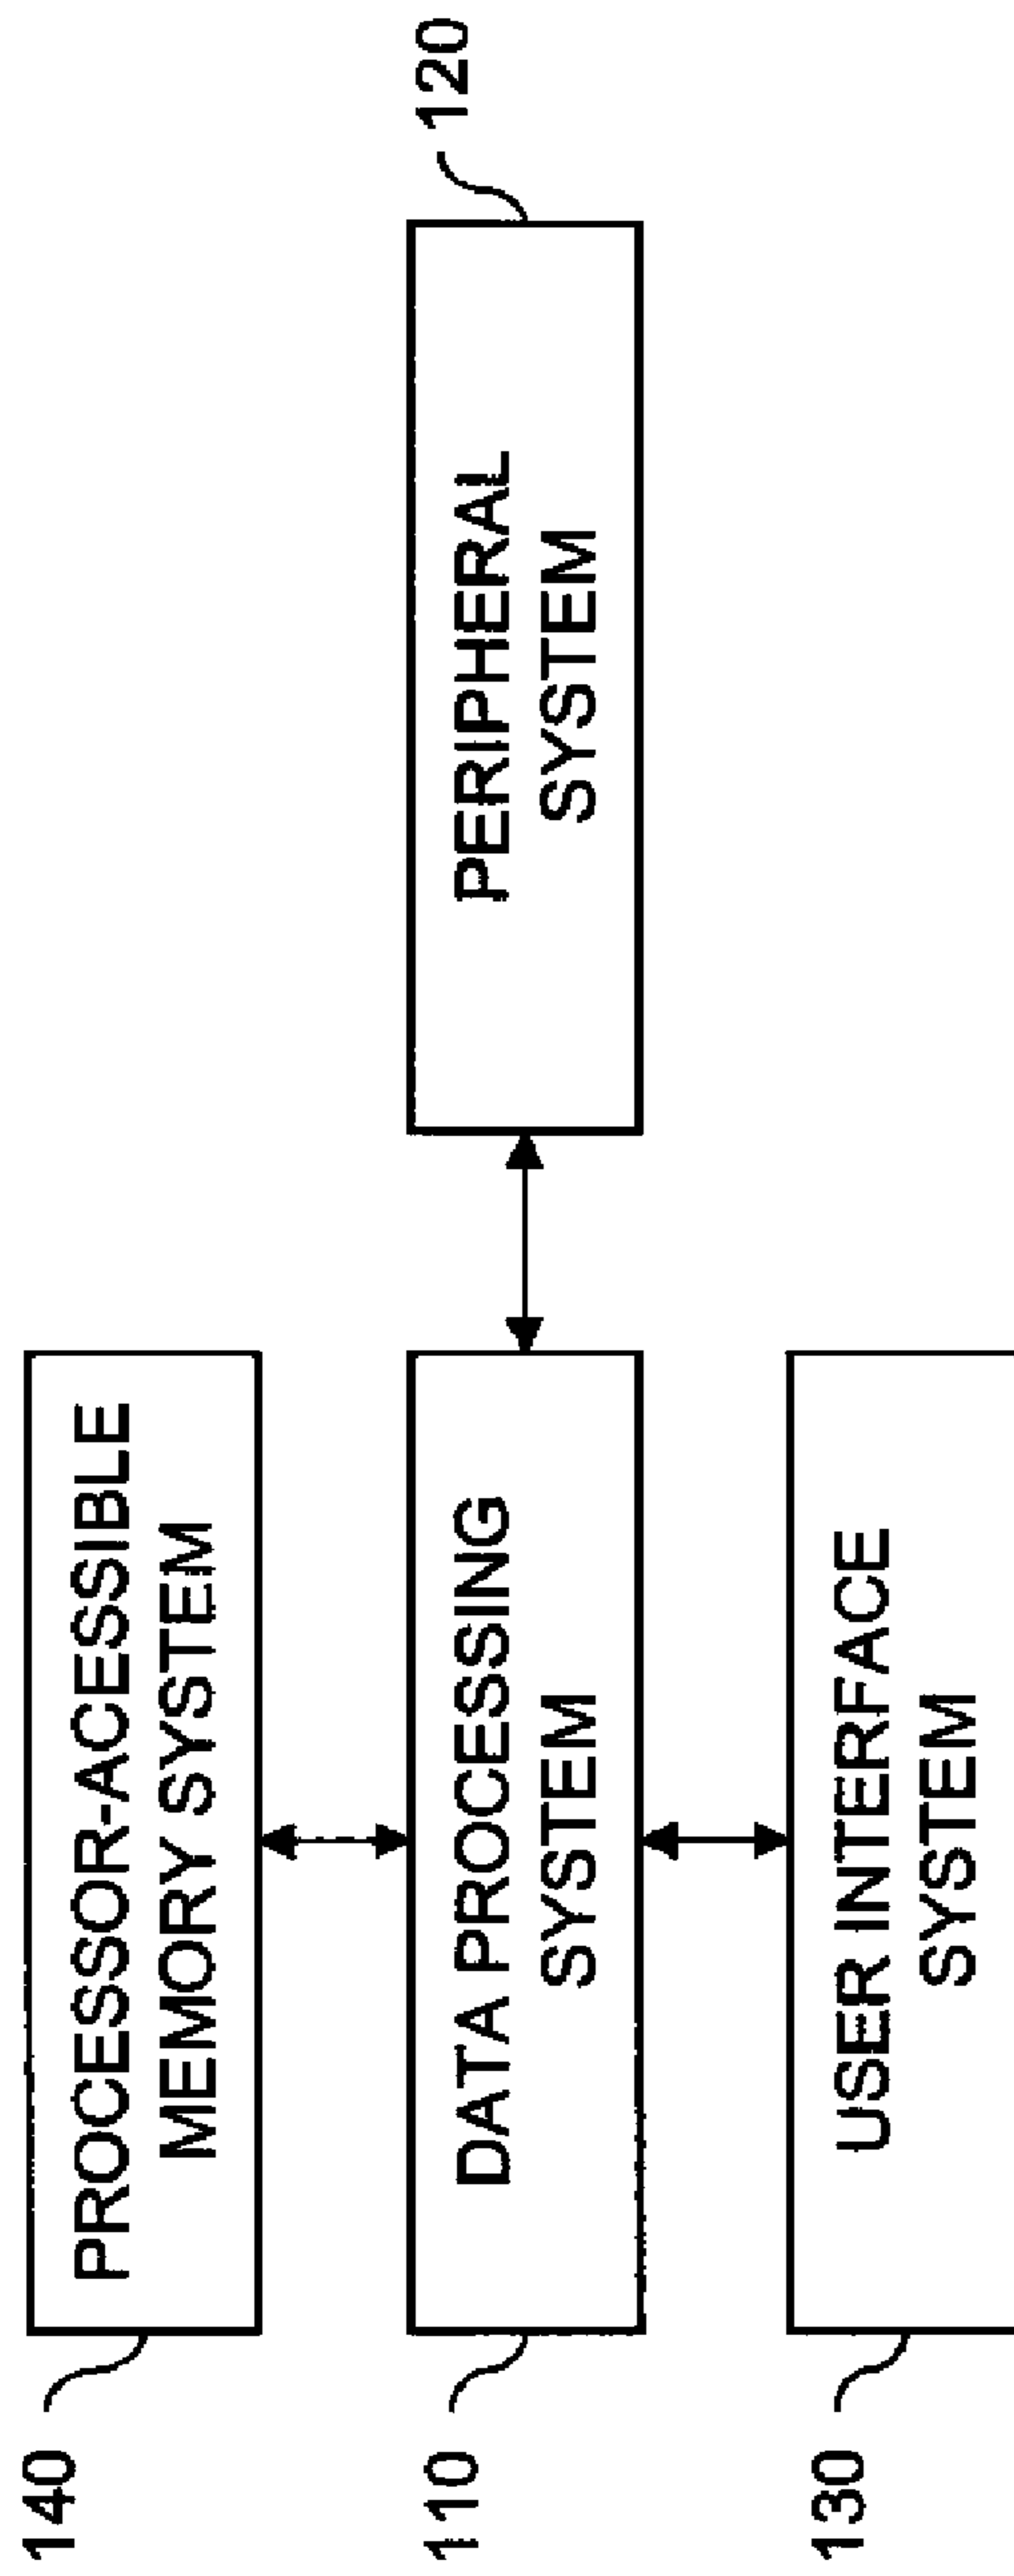 140
PROCESSOR-ACESSIBLE
MEMORY SYSTEM
110
DATA PROCESSING
SYSTEM
PERIPHERAL
SYSTEM
120
130
USER INTERFACE
SYSTEM